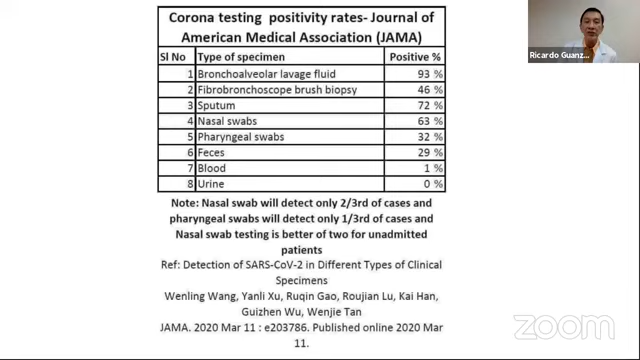 Corona testing positivity rates- Journal of
American Medical Association (JAMA)
Sl No Type of specimen Positive %
1 Bronchoalveolar lavage fluid 93 %
2 Fibrobronchoscope brush biopsy 46 %
3 Sputum 72 %
4 Nasal swabs 63 %
5 Pharyngeal swabs 32 %
6 Feces 29 %
7 Blood 1 %
8 Urine 0 %
Note: Nasal swab will detect only 2/3rd of cases and
pharyngeal swabs will detect only 1/3rd of cases and
Nasal swab testing is better of two for unadmitted
patients
Ref: Detection of SARS-CoV-2 in Different Types of Clinical
Specimens
Wenling Wang, Yanli Xu, Ruqin Gao, Roujian Lu, Kai Han,
Guizhen Wu, Wenjie Tan
JAMA. 2020 Mar 11 : e203786. Published online 2020 Mar
11.
Ricardo Guanz...
zoom